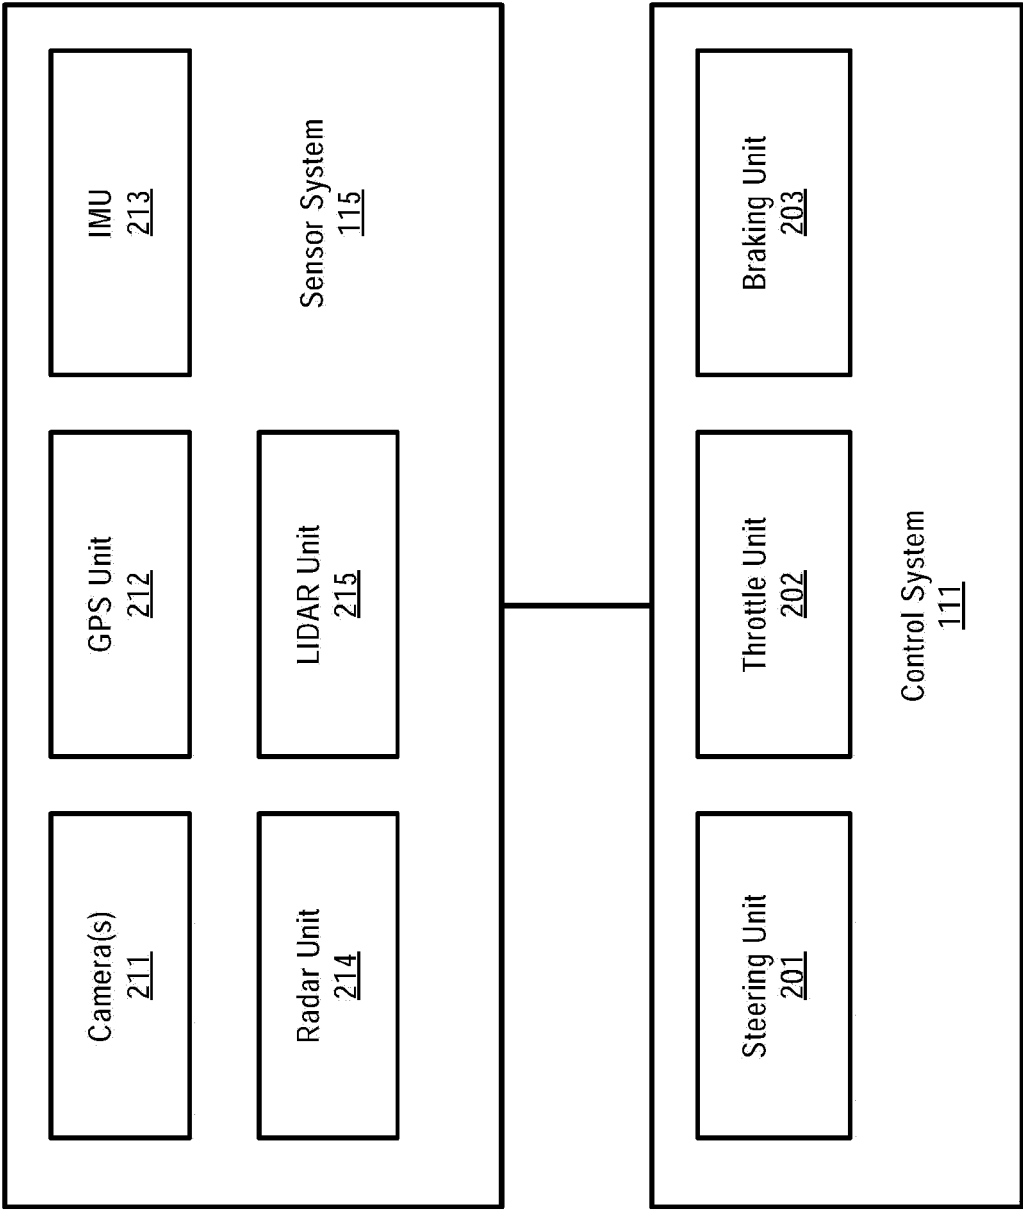 Camera(s)
211
GPS Unit
212
IMU
213
Radar Unit
214
LIDAR Unit
215
Sensor System
115
Steering Unit
201
Throttle Unit
202
Braking Unit
203
Control System
111